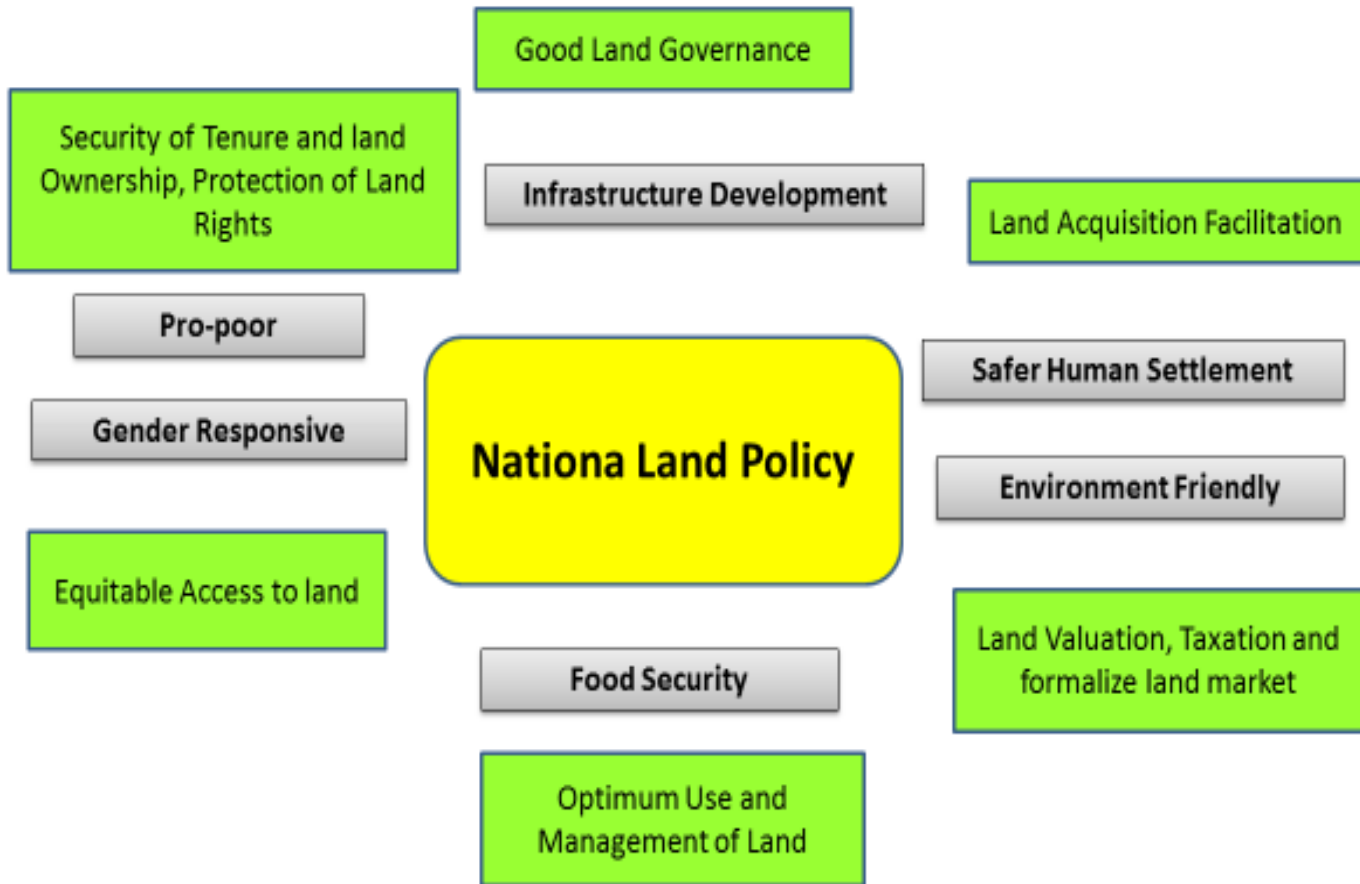 Good Land Governance
Security of Tenure and land
Ownership, Protection of Land
Rights
Infrastructure Development
Land Acquisition Facilitation
Pro-poor
Safer Human Settlement
Gender Responsive
Nationa Land Policy
Environment Friendly
Equitable Access to land
Land Valuation, Taxation and
formalize land market
Food Security
Optimum Use and
Management of Land